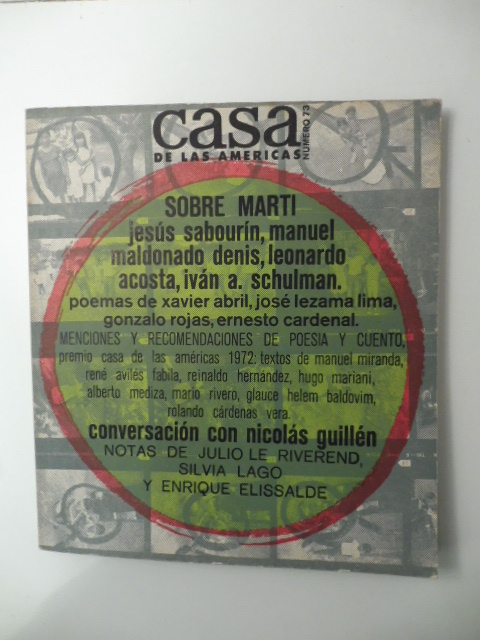 casa
DE LAS AMERICAS
NÚMERO 73
SOBRE MARTI
jesús sabourín, manuel
maldonado denis, leonardo
acosta, iván a. schulman.
poemas de xavier abril, josé lezama lima,
gonzalo rojas, ernesto cardenal.
MENCIONES Y RECOMENDACIONES DE POESIA Y CUENTO,
premio casa de las américas 1972: textos de manuel miranda,
rené avilés fabila, reinaldo hernández, hugo mariani,
alberto mediza, mario rivero, glauce helem baldovim,
rolando cárdenas vera.
conversación con nicolás guillén
NOTAS DE JULIO LE RIVEREND,
SILVIA LAGO
Y ENRIQUE ELISSALDE